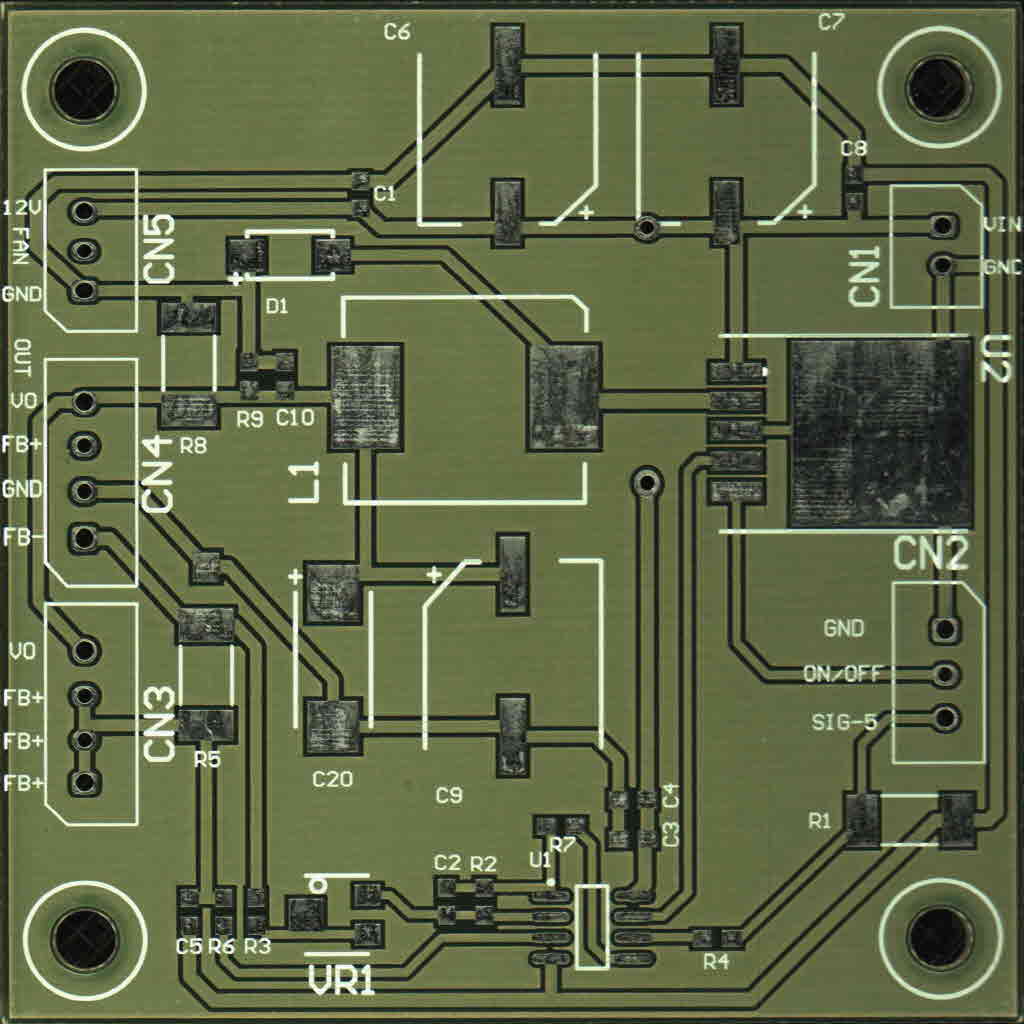 C6
C7
C8
C1
12V
FAN
GND
CN5
D1
VIN
GND
CN1
OUT
VO
FB+
GND
FB-
CN4
R8
R9 C10
L1
U2
CN2
GND
ON/OFF
SIG-5
VO
FB+
FB+
FB+
CN3
R5
C20
C9
C4
C3
R1
R7
U1
C2 R2
C5 R6 R3
VR1
R4